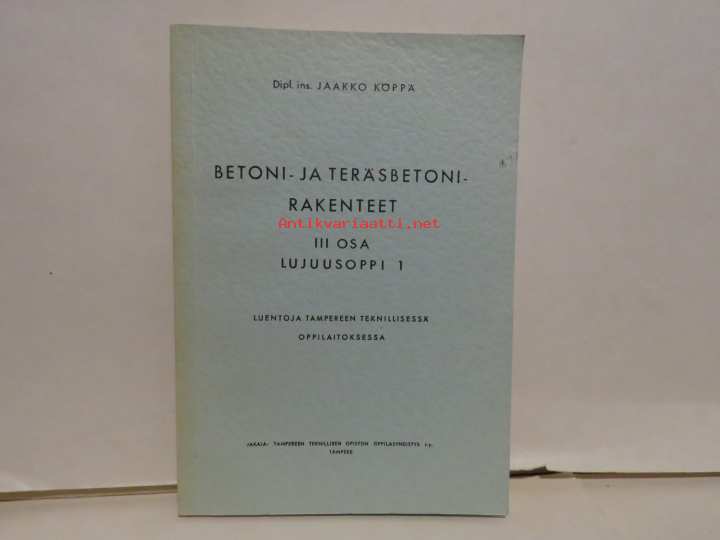 Dipl. ins. JAAKKO KÖPPÄ
BETONI- JA TERÄSBETONI-
RAKENTEET
Antikvariaatti.net
III OSA
LUJUUSOPPI 1
LUENTOJA TAMPEREEN TEKNILLISESSÄ
OPPILAITOKSESSA
JAKAJA: TAMPEREEN TEKNILLISEN OPISTON OPPILASYHDISTYS r.y.
TAMPERE